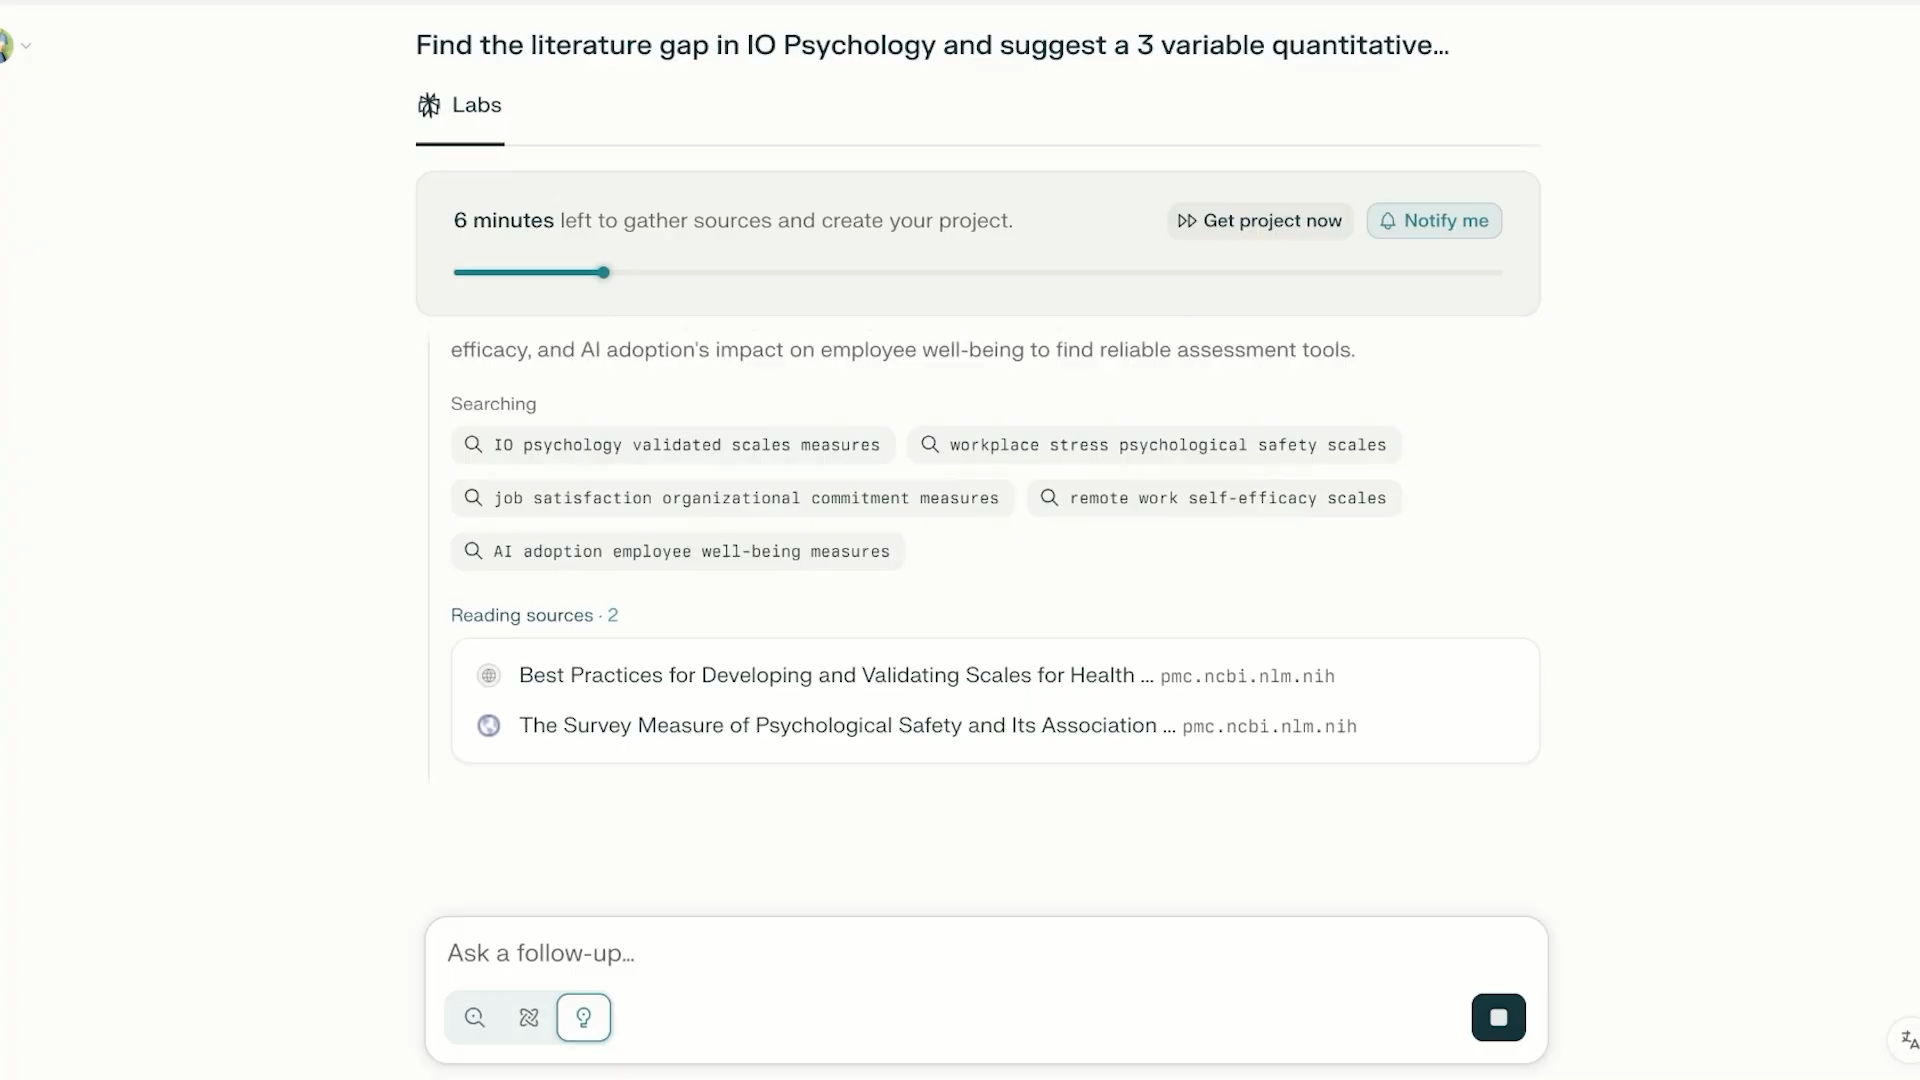 Find the literature gap in IO Psychology and suggest a 3 variable quantitative...
Labs
6 minutes left to gather sources and create your project.
Get project now
Notify me
efficacy, and AI adoption's impact on employee well-being to find reliable assessment tools.
Searching
IO psychology validated scales measures
workplace stress psychological safety scales
job satisfaction organizational commitment measures
remote work self-efficacy scales
AI adoption employee well-being measures
Reading sources · 2
Best Practices for Developing and Validating Scales for Health ... pmc.ncbi.nlm.nih
The Survey Measure of Psychological Safety and Its Association ... pmc.ncbi.nlm.nih
Ask a follow-up...